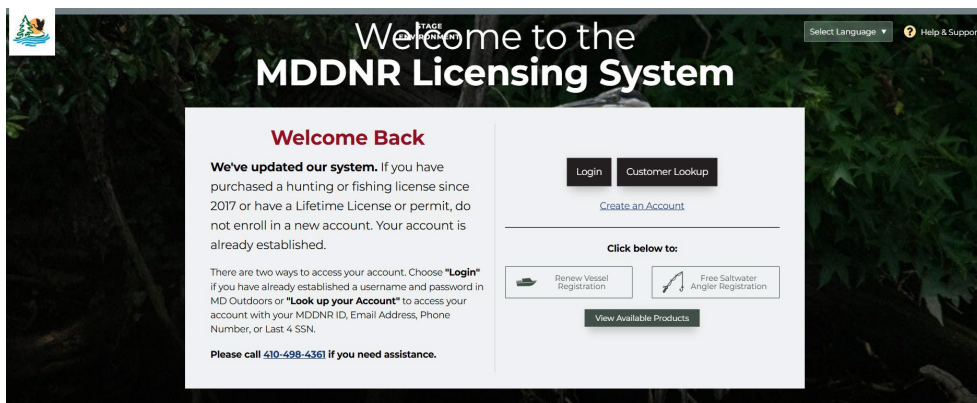 Welcome to the
STAGE
ENVIRONMENT
MDDNR Licensing System
Select Language ▼
? Help & Suppor
Welcome Back
We've updated our system. If you have
purchased a hunting or fishing license since
2017 or have a Lifetime License or permit, do
not enroll in a new account. Your account is
already established.
There are two ways to access your account. Choose "Login"
if you have already established a username and password in
MD Outdoors or "Look up your Account" to access your
account with your MDDNR ID, Email Address, Phone
Number, or Last 4 SSN.
Please call 410-498-4361 if you need assistance.
Login
Customer Lookup
Create an Account
Click below to:
Renew Vessel
Registration
Free Saltwater
Angler Registration
View Available Products